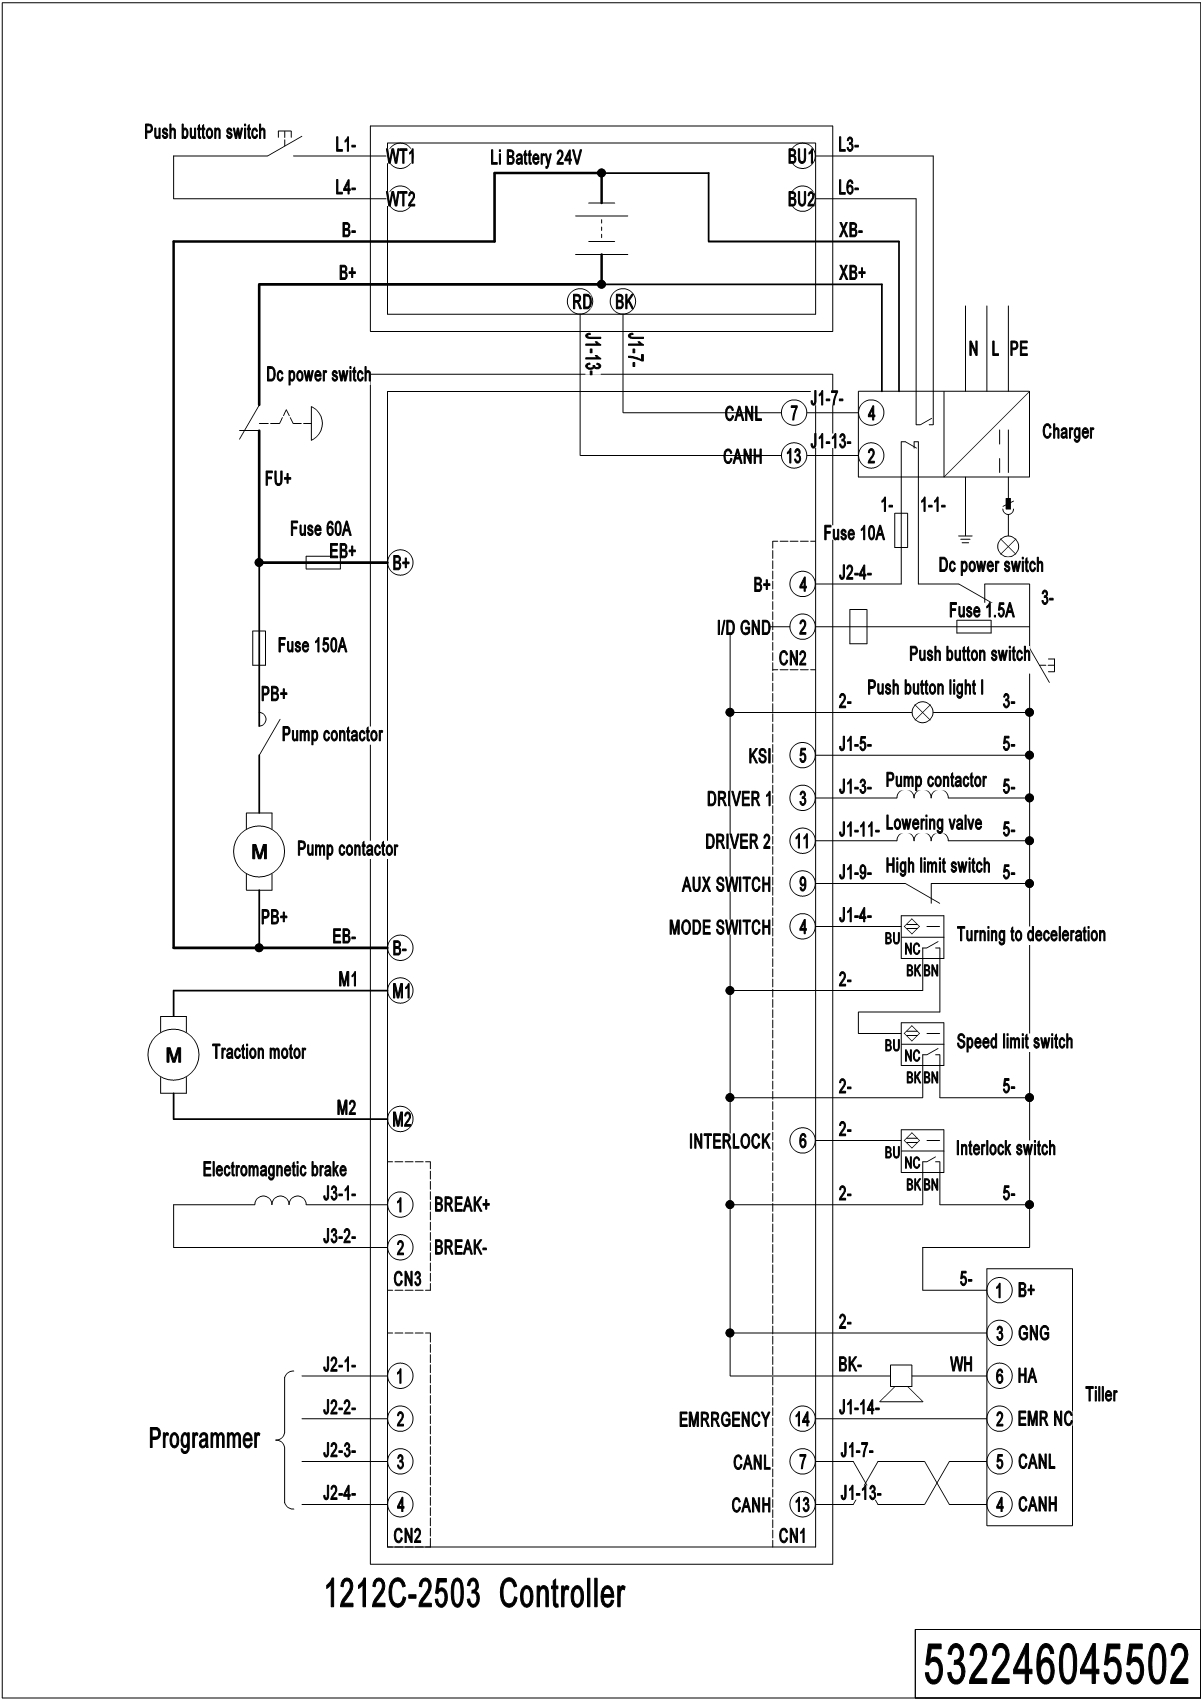 Push button switch
L1-
WT1
Li Battery 24V
BU1
L3-
L4-
WT2
BU2
L6-
B-
XB-
B+
XB+
RD
BK
J1-13-
J1-7-
N
L
PE
Dc power switch
CANL
7
J1-7-
4
Charger
CANH
13
J1-13-
2
FU+
1-
1-1-
Fuse 60A
EB+
B+
Fuse 10A
Dc power switch
B+
4
J2-4-
3-
Fuse 1.5A
I/D GND
2
CN2
Fuse 150A
Push button switch
PB+
Push button light I
2-
3-
Pump contactor
KSI
5
J1-5-
5-
Pump contactor
DRIVER 1
3
J1-3-
5-
Lowering valve
DRIVER 2
11
J1-11-
5-
M
Pump contactor
High limit switch
AUX SWITCH
9
J1-9-
5-
PB+
MODE SWITCH
4
J1-4-
BU
NC
BK
BN
Turning to deceleration
EB-
B-
2-
M1
M1
M
Traction motor
BU
NC
BK
BN
Speed limit switch
2-
5-
M2
M2
INTERLOCK
6
2-
BU
NC
BK
BN
Interlock switch
Electromagnetic brake
J3-1-
1
BREAK+
2-
5-
J3-2-
2
BREAK-
CN3
5-
1
B+
2-
3
GNG
J2-1-
1
BK-
WH
6
HA
Tiller
J2-2-
2
EMRRGENCY
14
J1-14-
2
EMR NC
Programmer
J2-3-
3
CANL
7
J1-7-
5
CANL
J2-4-
4
CANH
13
J1-13-
4
CANH
CN2
CN1
1212C-2503 Controller
532246045502